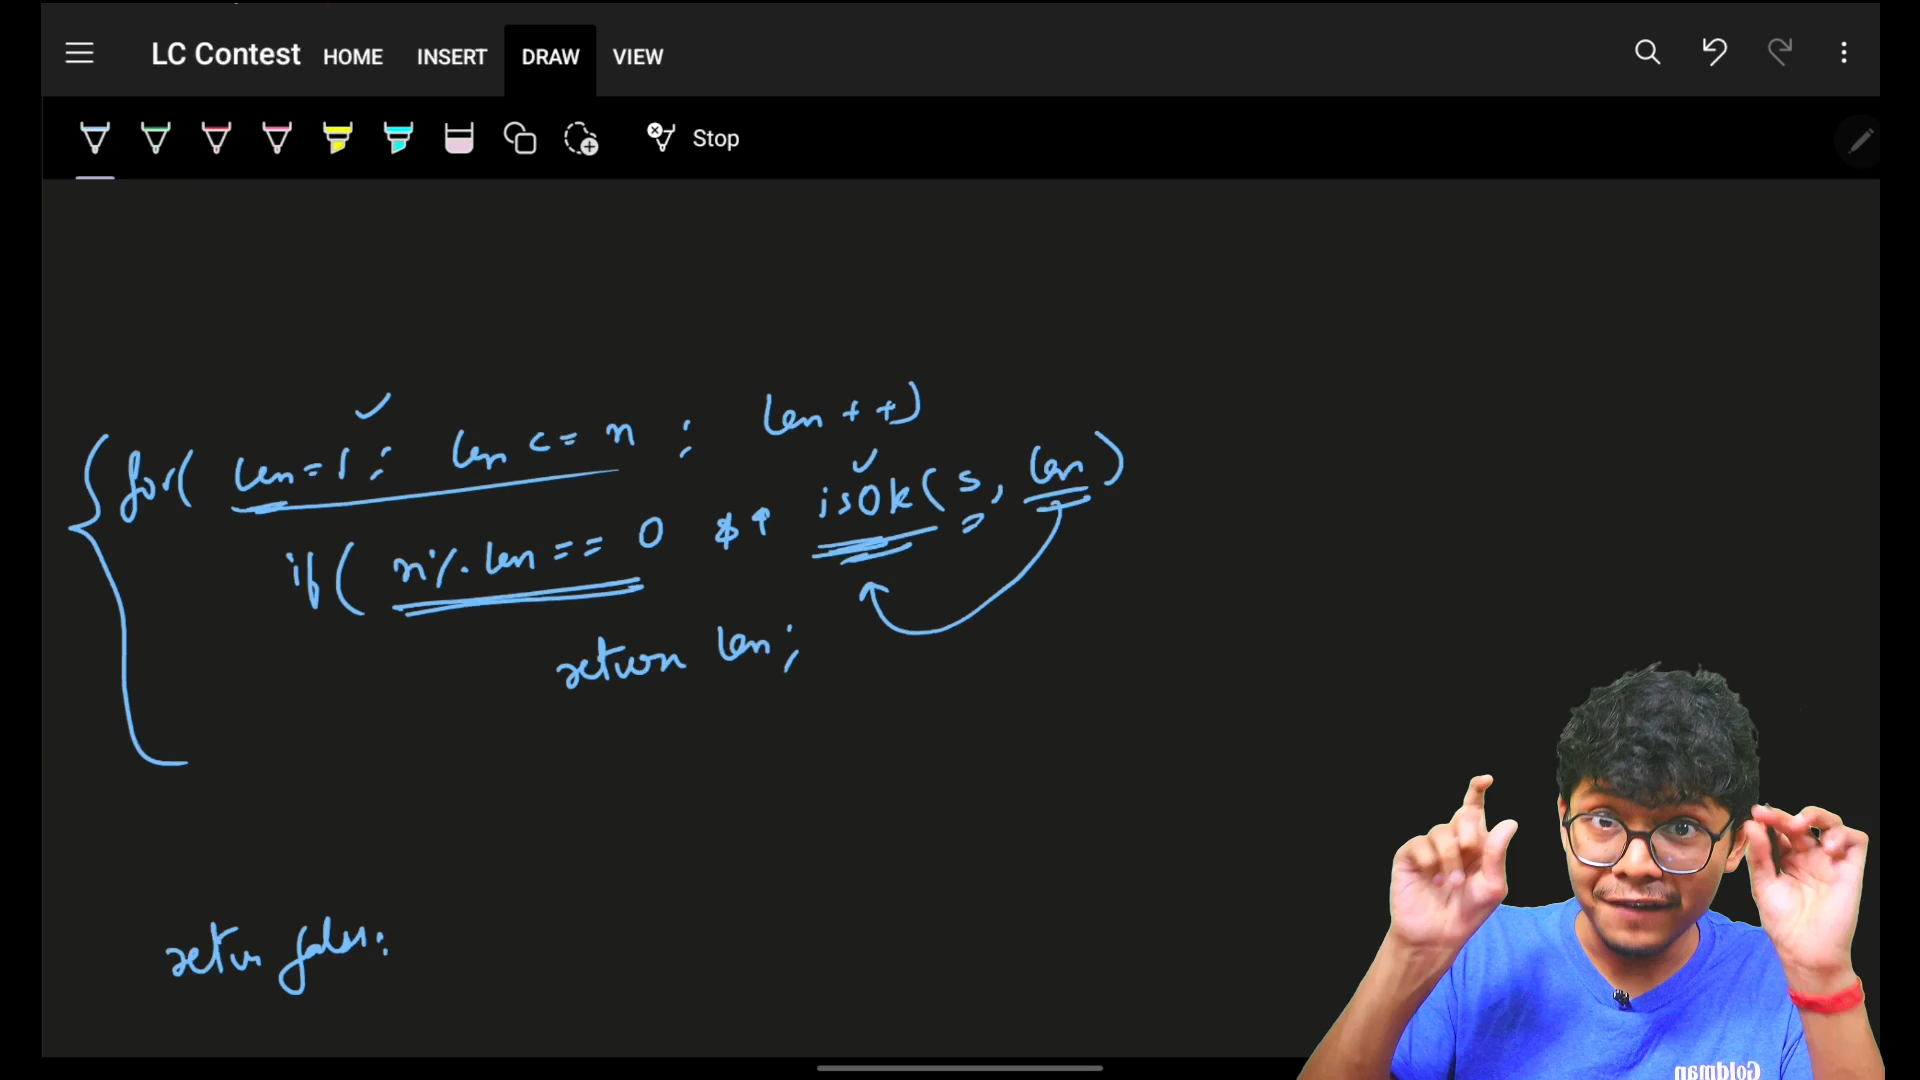 LC Contest HOME INSERT DRAW VIEW
Stop
for( len=1; len <= n ; len++)
if( n%len == 0 && isOk( s, len )
return len;
return false;
Goldman